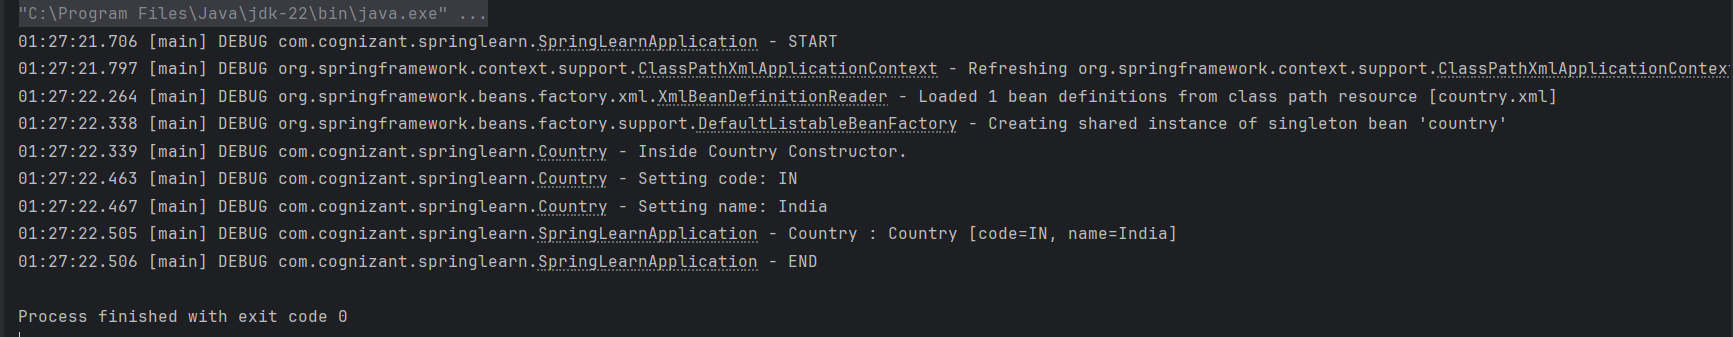 "C:\Program Files\Java\jdk-22\bin\java.exe" ...
01:27:21.706 [main] DEBUG com.cognizant.springlearn.SpringLearnApplication - START
01:27:21.797 [main] DEBUG org.springframework.context.support.ClassPathXmlApplicationContext - Refreshing org.springframework.context.support.ClassPathXmlApplicationContex
01:27:22.264 [main] DEBUG org.springframework.beans.factory.xml.XmlBeanDefinitionReader - Loaded 1 bean definitions from class path resource [country.xml]
01:27:22.338 [main] DEBUG org.springframework.beans.factory.support.DefaultListableBeanFactory - Creating shared instance of singleton bean 'country'
01:27:22.339 [main] DEBUG com.cognizant.springlearn.Country - Inside Country Constructor.
01:27:22.463 [main] DEBUG com.cognizant.springlearn.Country - Setting code: IN
01:27:22.467 [main] DEBUG com.cognizant.springlearn.Country - Setting name: India
01:27:22.505 [main] DEBUG com.cognizant.springlearn.SpringLearnApplication - Country : Country [code=IN, name=India]
01:27:22.506 [main] DEBUG com.cognizant.springlearn.SpringLearnApplication - END
Process finished with exit code 0